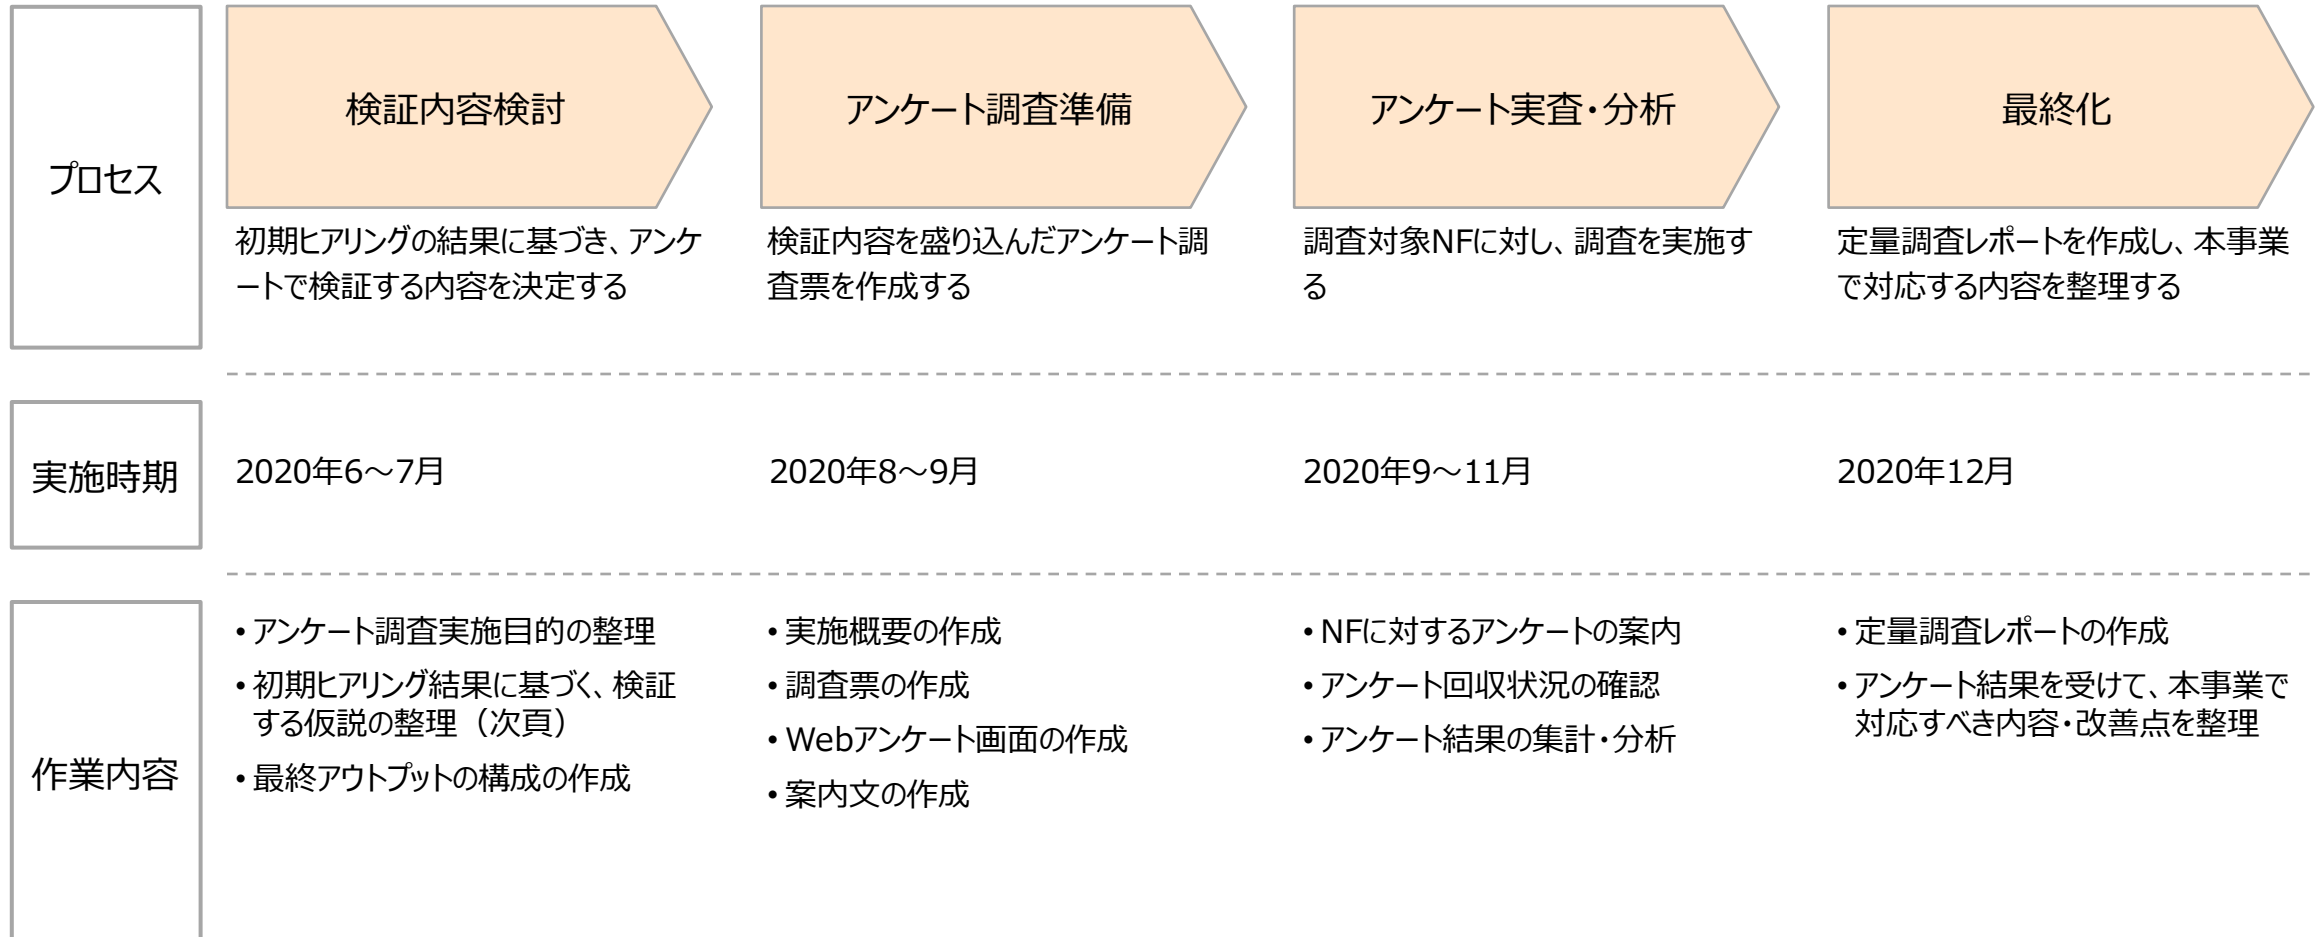 プロセス
検証内容検討
アンケート調査準備
アンケート実査・分析
最終化
初期ヒアリングの結果に基づき、アンケ
ートで検証する内容を決定する
検証内容を盛り込んだアンケート調
査票を作成する
調査対象NFに対し、調査を実施す
る
定量調査レポートを作成し、本事業
で対応する内容を整理する
実施時期
2020年6～7月
2020年8～9月
2020年9～11月
2020年12月
作業内容
• アンケート調査実施目的の整理
• 初期ヒアリング結果に基づく、検証
する仮説の整理（次頁）
• 最終アウトプットの構成の作成
• 実施概要の作成
• 調査票の作成
• Webアンケート画面の作成
• 案内文の作成
• NFに対するアンケートの案内
• アンケート回収状況の確認
• アンケート結果の集計・分析
• 定量調査レポートの作成
• アンケート結果を受けて、本事業で
対応すべき内容・改善点を整理